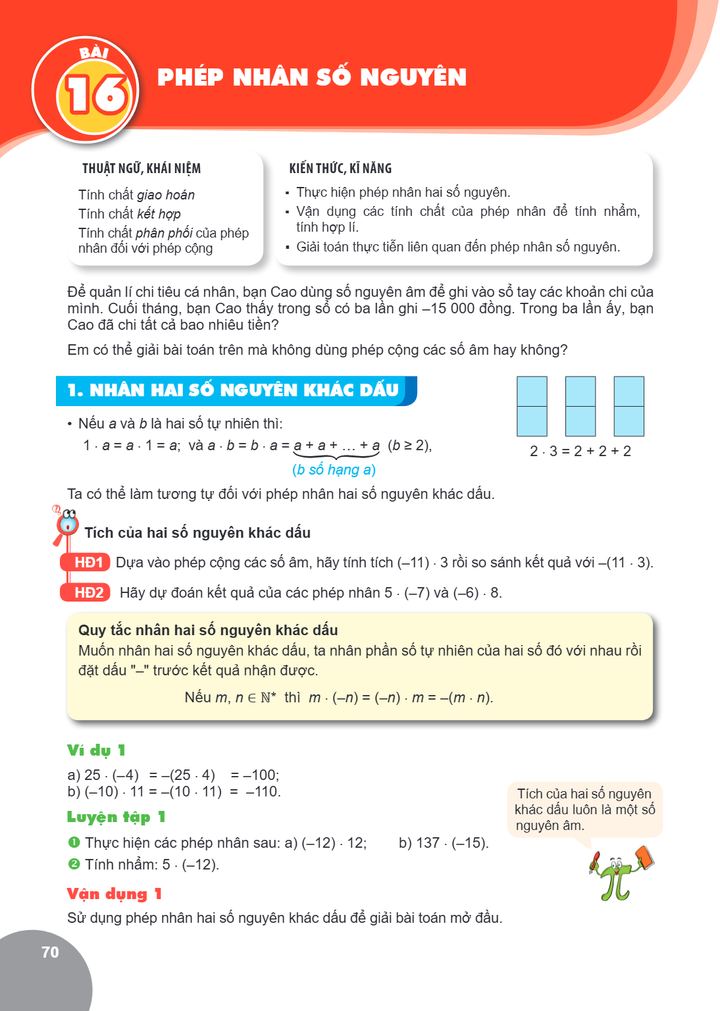 BÀI
16
PHÉP NHÂN SỐ NGUYÊN
THUẬT NGỮ, KHÁI NIỆM
Tính chất giao hoán
Tính chất kết hợp
Tính chất phân phối của phép
nhân đối với phép cộng
KIẾN THỨC, KĨ NĂNG
• Thực hiện phép nhân hai số nguyên.
• Vận dụng các tính chất của phép nhân để tính nhẩm,
tính hợp lí.
• Giải toán thực tiễn liên quan đến phép nhân số nguyên.
Để quản lí chi tiêu cá nhân, bạn Cao dùng số nguyên âm để ghi vào sổ tay các khoản chi của
mình. Cuối tháng, bạn Cao thấy trong sổ có ba lần ghi –15 000 đồng. Trong ba lần ấy, bạn
Cao đã chi tất cả bao nhiêu tiền?
Em có thể giải bài toán trên mà không dùng phép cộng các số âm hay không?
1. NHÂN HAI SỐ NGUYÊN KHÁC DẤU
• Nếu a và b là hai số tự nhiên thì:
1 · a = a · 1 = a; và a · b = b · a = a + a + … + a (b ≥ 2),
(b số hạng a)
2 · 3 = 2 + 2 + 2
Ta có thể làm tương tự đối với phép nhân hai số nguyên khác dấu.
Tích của hai số nguyên khác dấu
HĐ1 Dựa vào phép cộng các số âm, hãy tính tích (–11) · 3 rồi so sánh kết quả với –(11 · 3).
HĐ2 Hãy dự đoán kết quả của các phép nhân 5 · (–7) và (–6) · 8.
Quy tắc nhân hai số nguyên khác dấu
Muốn nhân hai số nguyên khác dấu, ta nhân phần số tự nhiên của hai số đó với nhau rồi
đặt dấu "–" trước kết quả nhận được.
Nếu m, n ∈ ℕ* thì m · (–n) = (–n) · m = –(m · n).
Ví dụ 1
a) 25 · (–4) = –(25 · 4) = –100;
b) (–10) · 11 = –(10 · 11) = –110.
Tích của hai số nguyên
khác dấu luôn là một số
nguyên âm.
Luyện tập 1
❶ Thực hiện các phép nhân sau: a) (–12) · 12; b) 137 · (–15).
❷ Tính nhẩm: 5 · (–12).
Vận dụng 1
Sử dụng phép nhân hai số nguyên khác dấu để giải bài toán mở đầu.
70